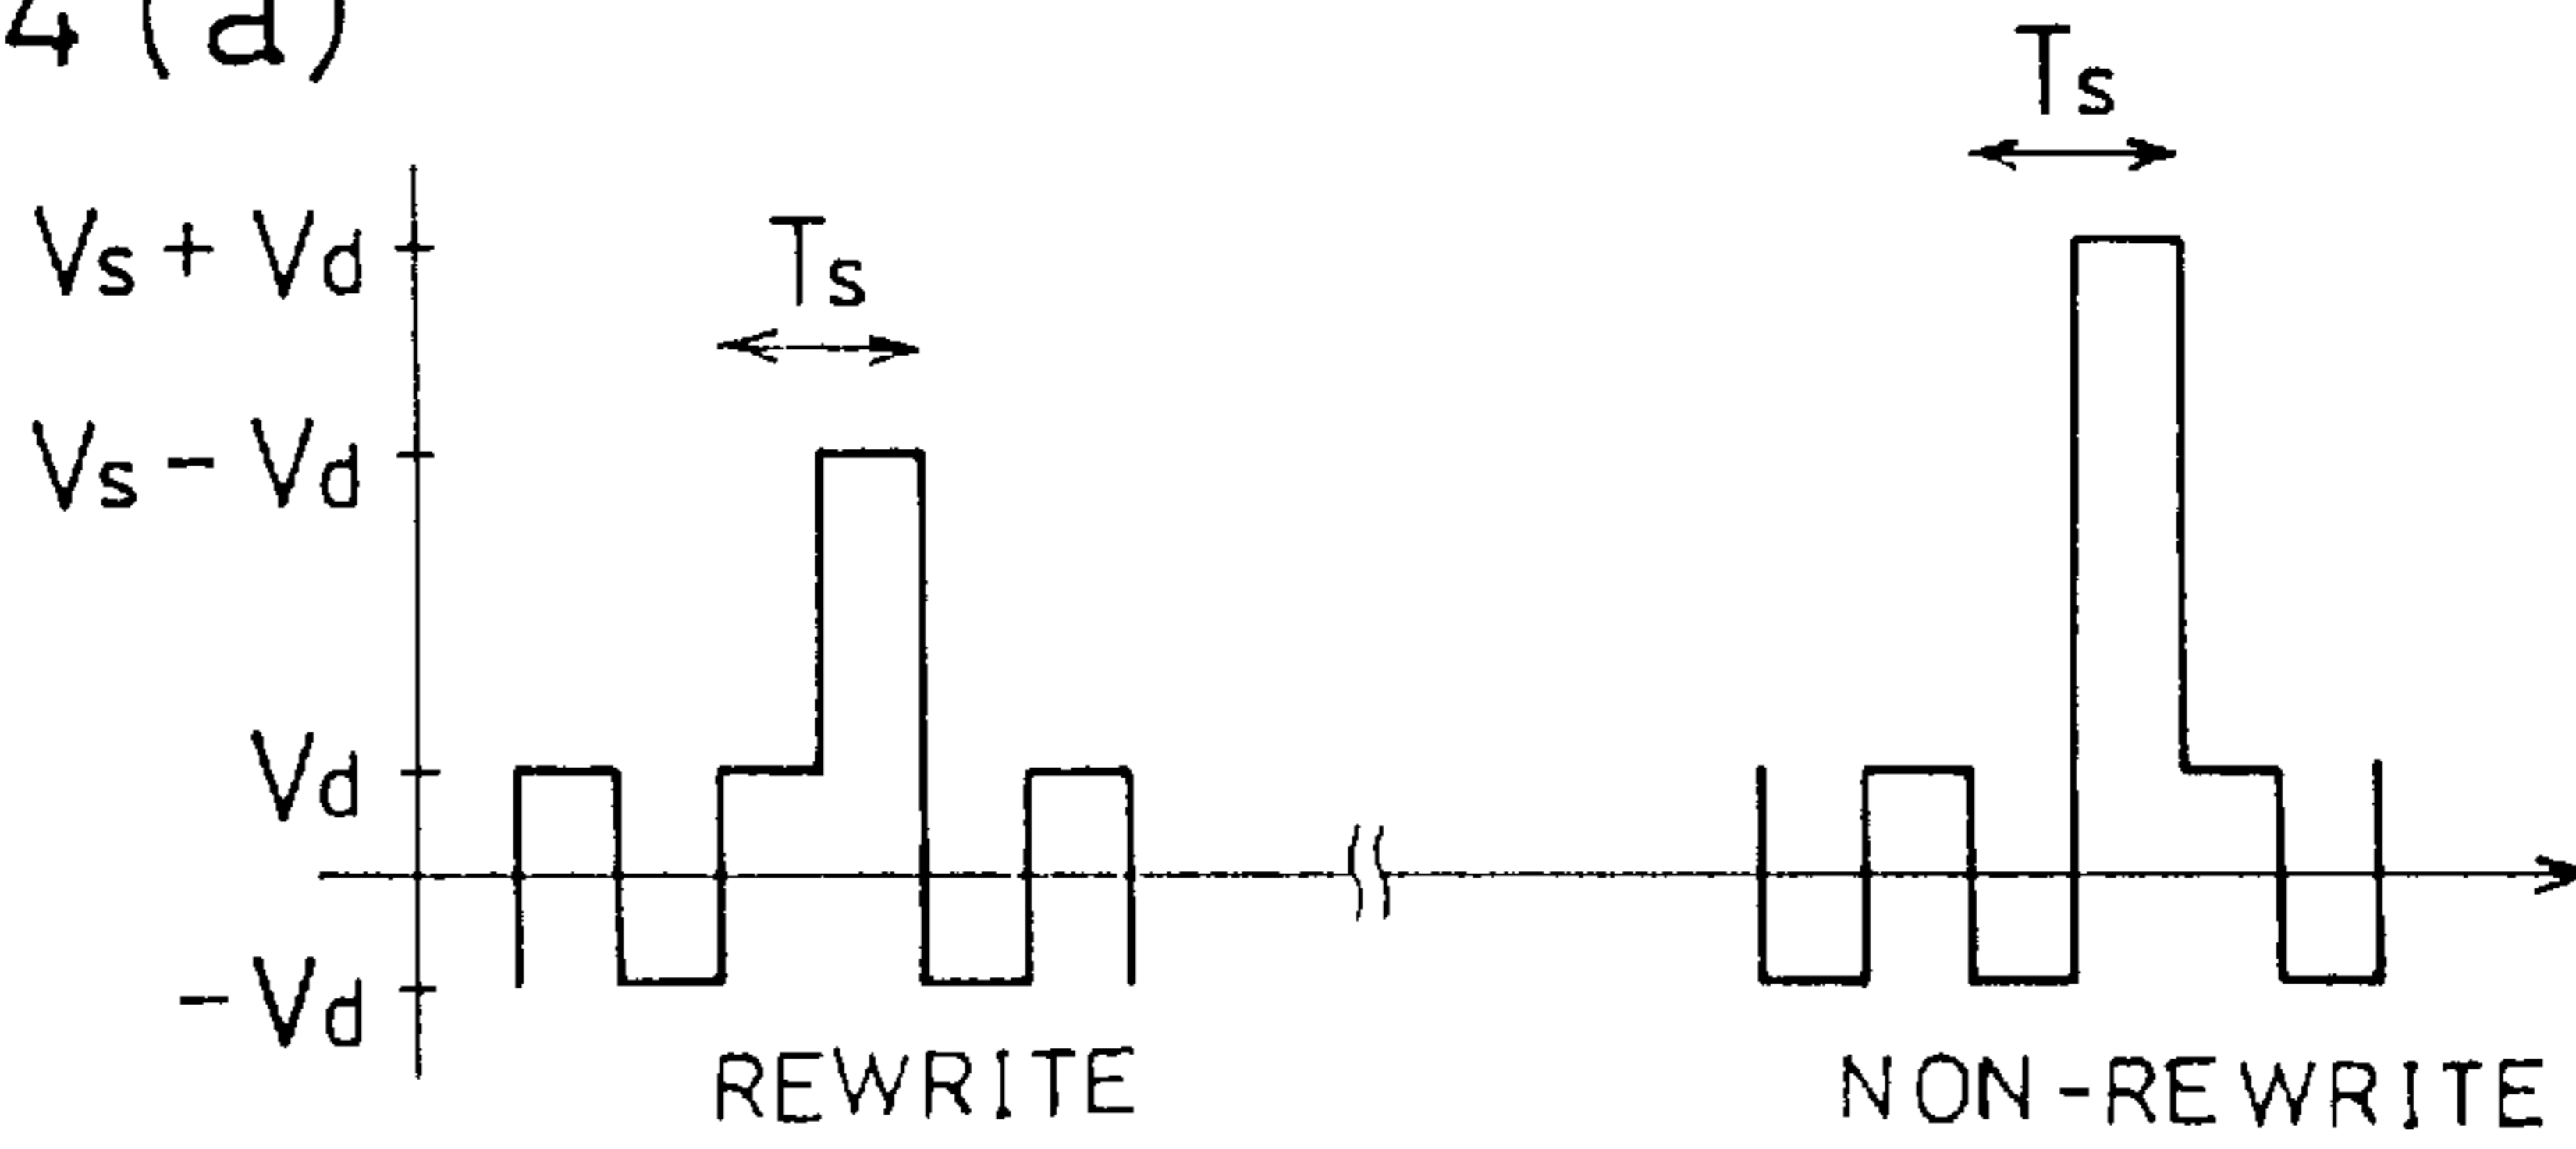 4 (a)
Ts
Vs + Vd
Ts
Vs - Vd
Vd
-Vd
REWRITE
NON-REWRITE